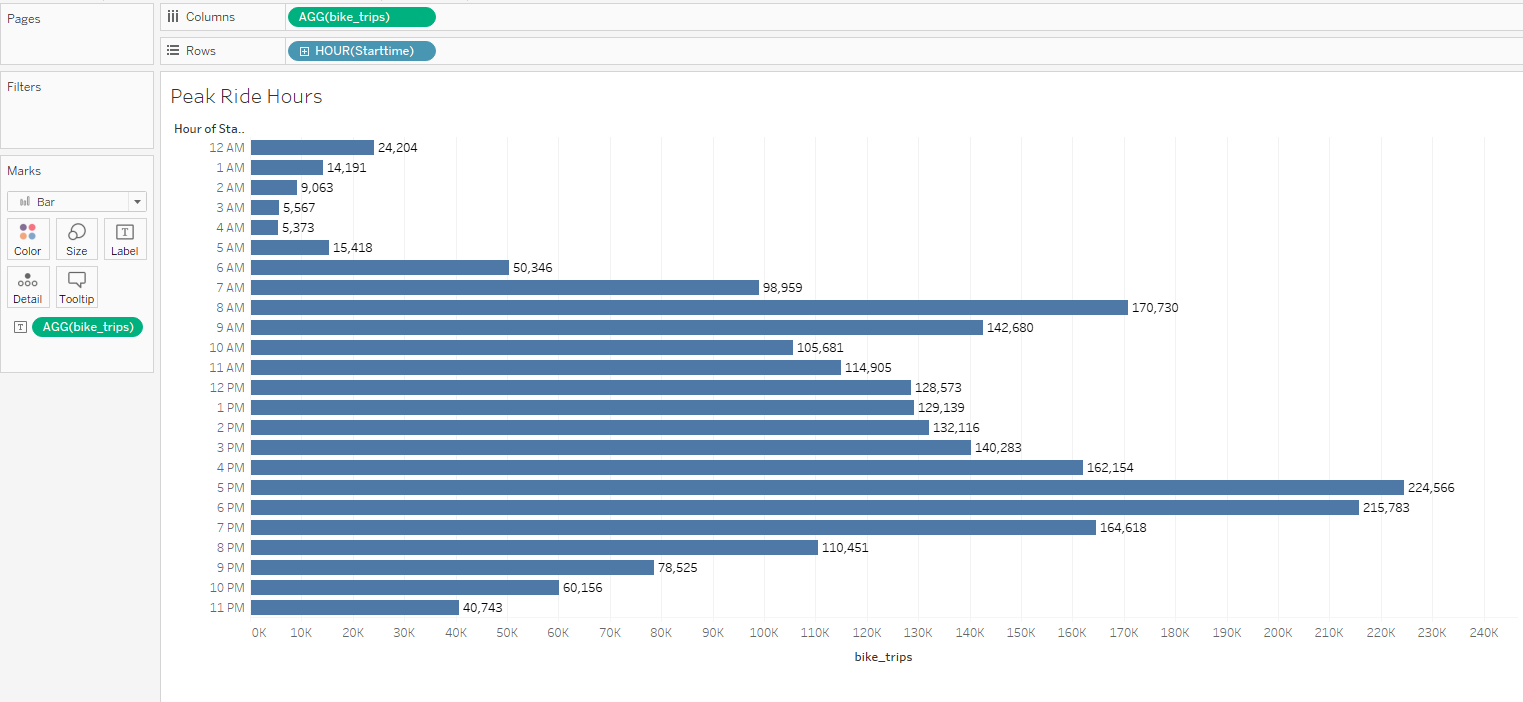 Pages
Columns
AGG(bike_trips)
Rows
HOUR(Starttime)
Filters
Marks
Bar
Color
Size
T
Label
Detail
Tooltip
T
AGG(bike_trips)
Peak Ride Hours
Hour of Sta..
12 AM 24,204
1 AM 14,191
2 AM 9,063
3 AM 5,567
4 AM 5,373
5 AM 15,418
6 AM 50,346
7 AM 98,959
8 AM 170,730
9 AM 142,680
10 AM 105,681
11 AM 114,905
12 PM 128,573
1 PM 129,139
2 PM 132,116
3 PM 140,283
4 PM 162,154
5 PM 224,566
6 PM 215,783
7 PM 164,618
8 PM 110,451
9 PM 78,525
10 PM 60,156
11 PM 40,743
0K 10K 20K 30K 40K 50K 60K 70K 80K 90K 100K 110K 120K 130K 140K 150K 160K 170K 180K 190K 200K 210K 220K 230K 240K
bike_trips